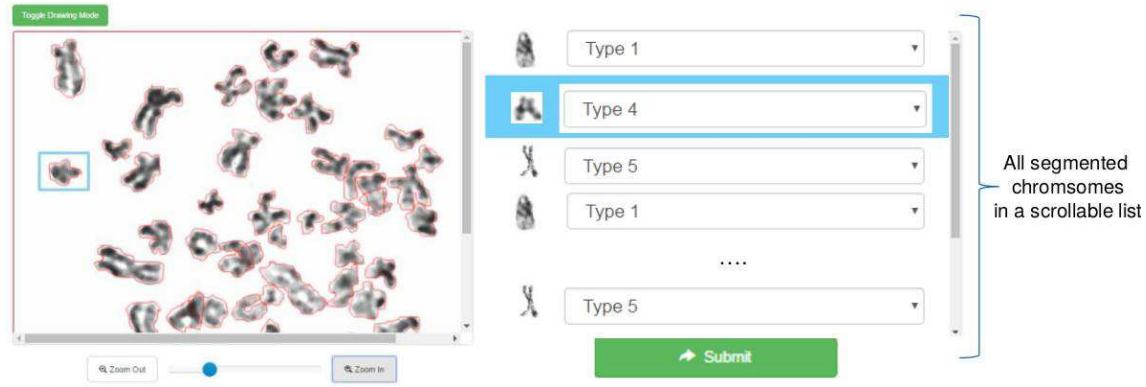 Toggle Drawing Mode
Type 1
Type 4
Type 5
Type 1
....
Type 5
Submit
Zoom Out
Zoom In
All segmented
chromsomes
in a scrollable list